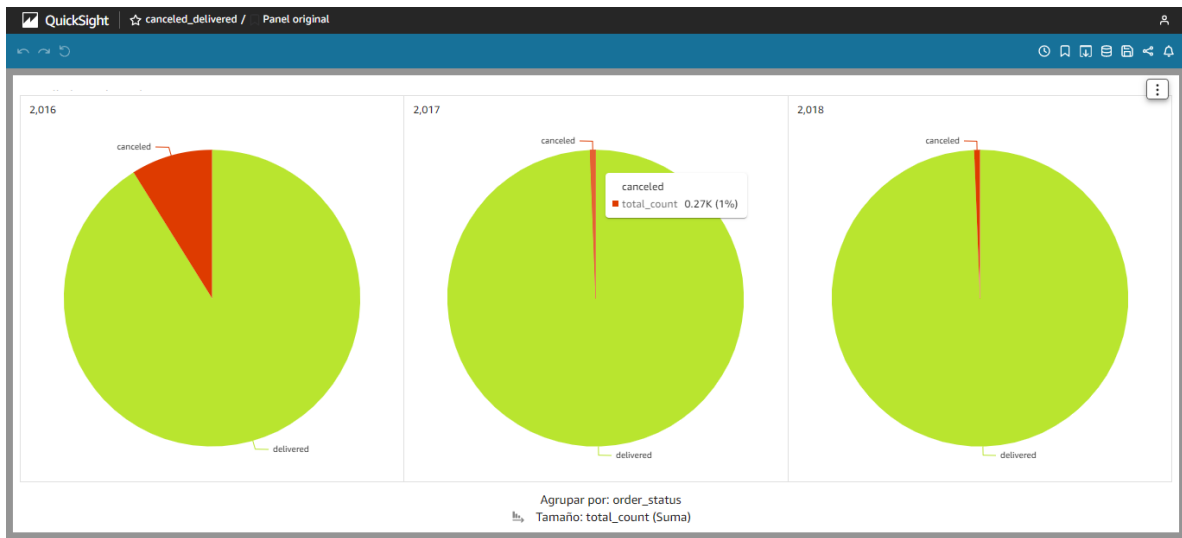 QuickSight canceled_delivered / Panel original
2,016
2,017
2,018
canceled
canceled
canceled
canceled
total_count 0.27K (1%)
delivered
delivered
delivered
Agrupar por: order_status
Tamaño: total_count (Suma)